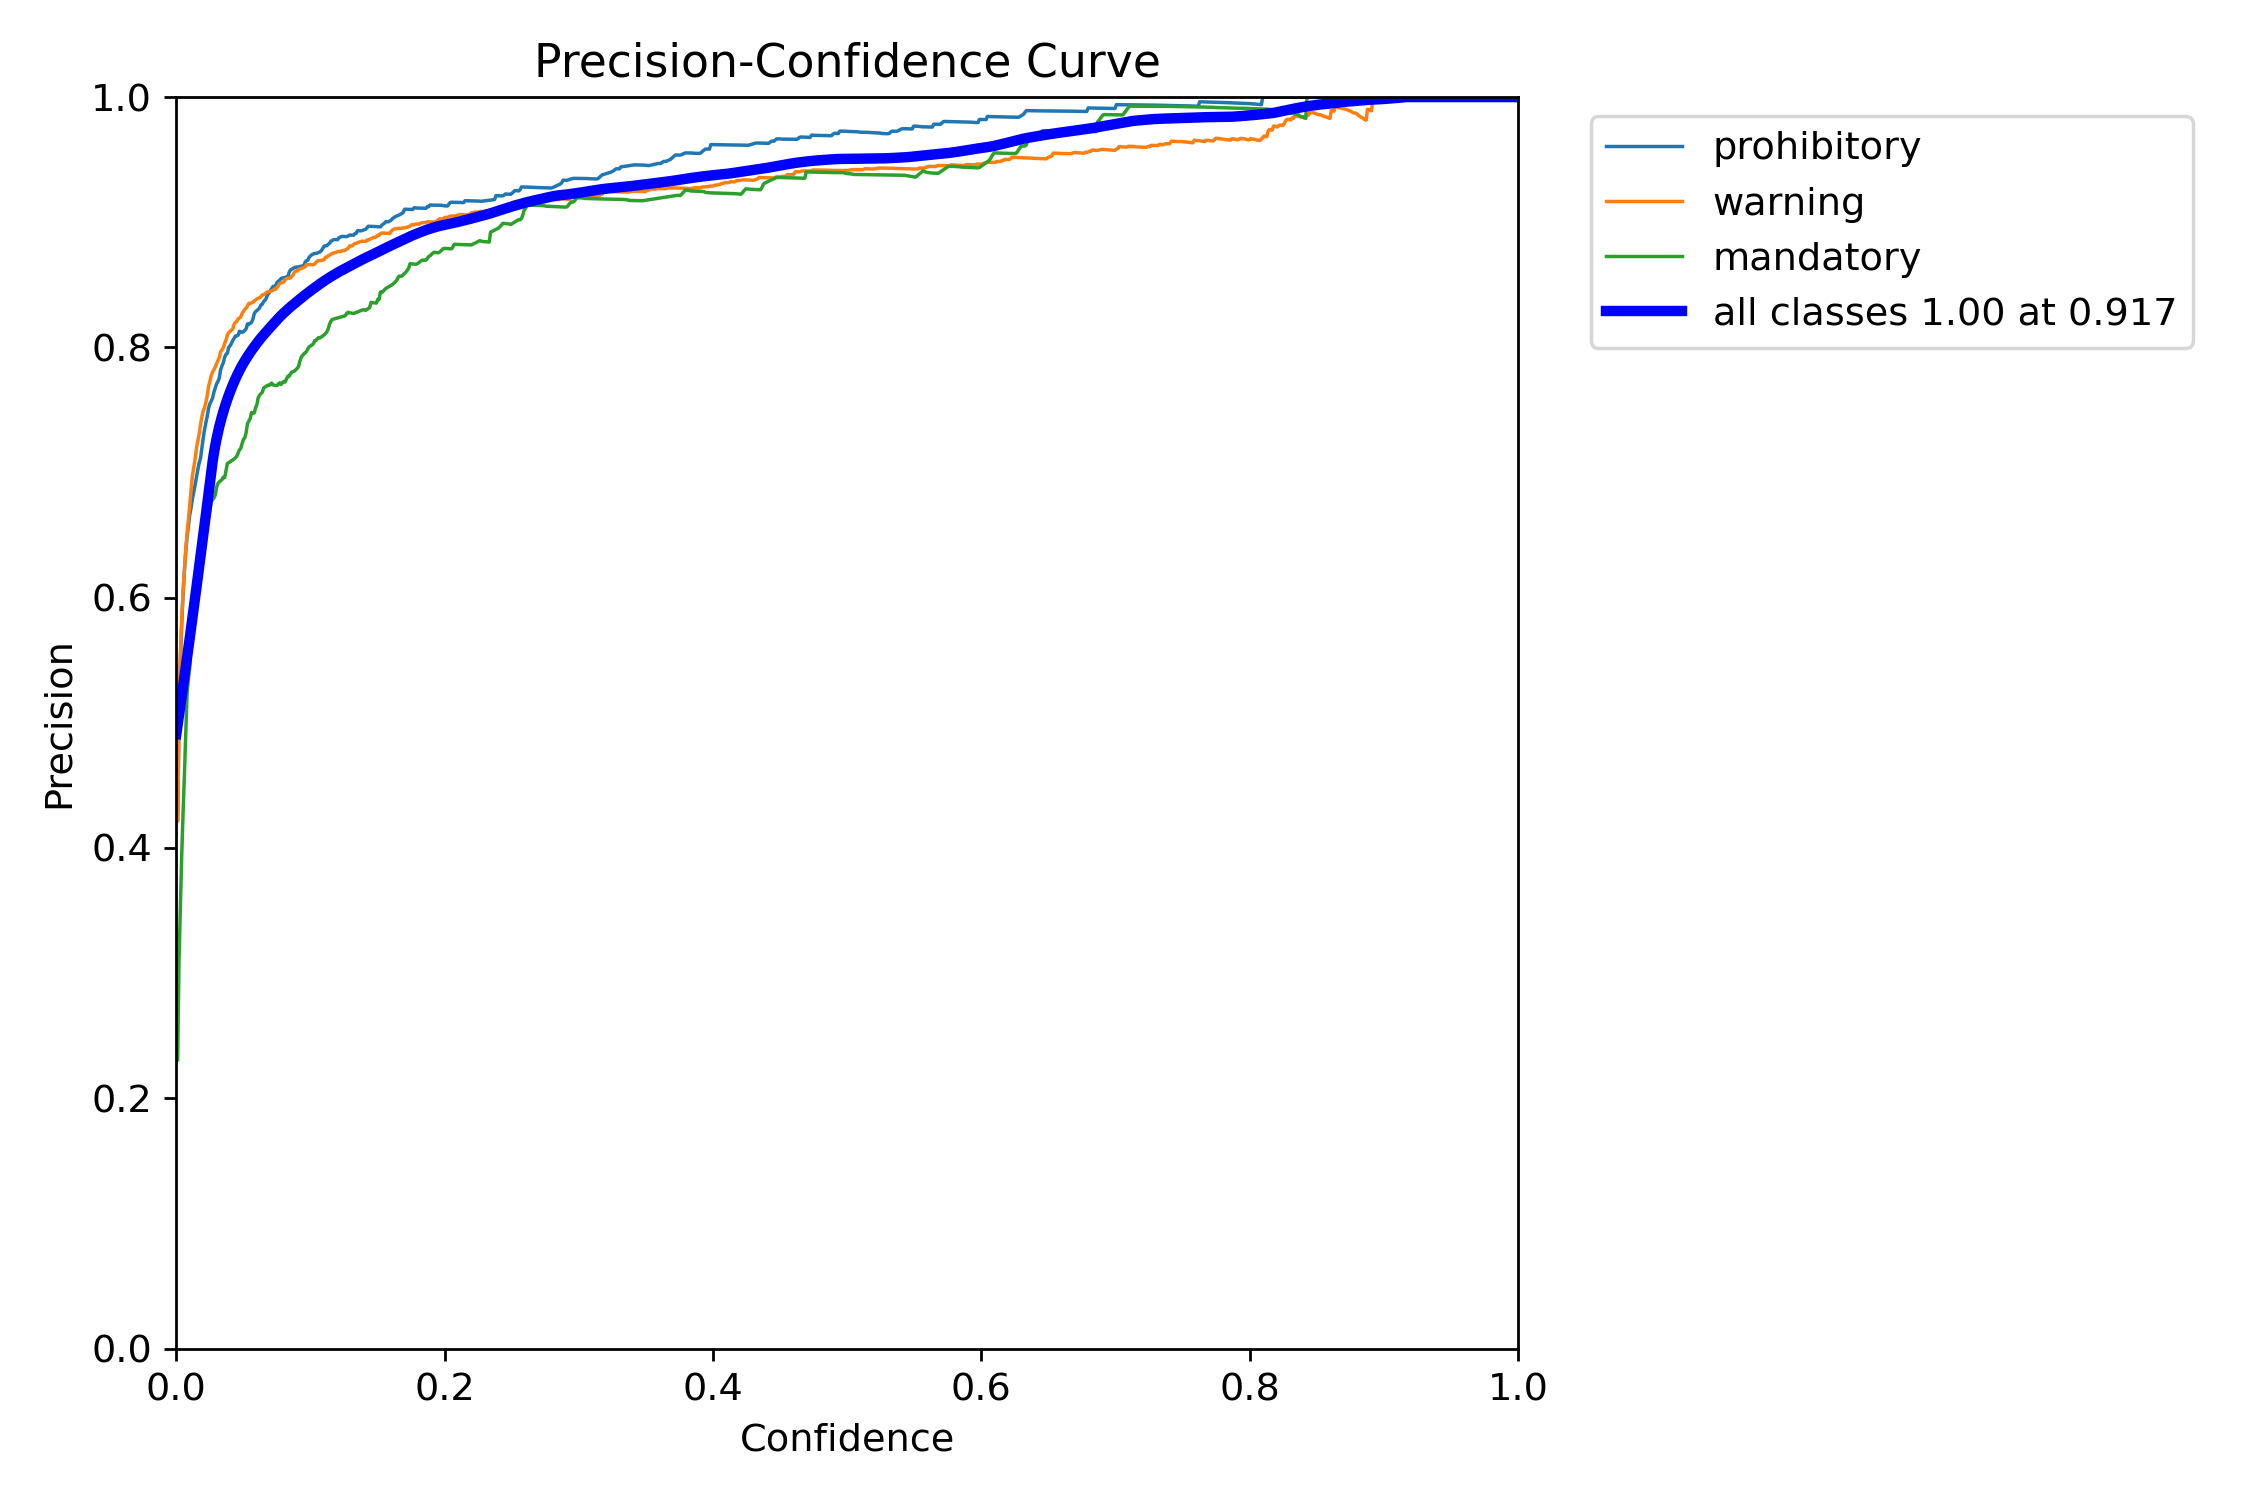 Precision-Confidence Curve
1.0
0.8
0.6
0.4
0.2
0.0
Precision
0.0 0.2 0.4 0.6 0.8 1.0
Confidence
prohibitory
warning
mandatory
all classes 1.00 at 0.917